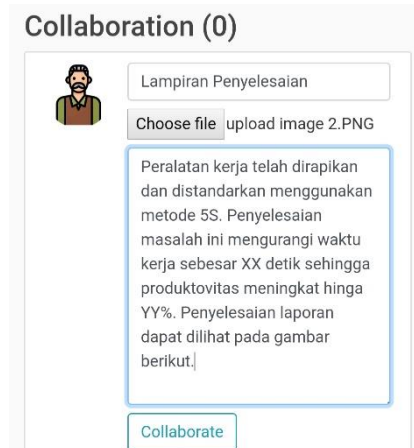 Collaboration (0)
Lampiran Penyelesaian
Choose file upload image 2.PNG
Peralatan kerja telah dirapikan
dan distandarkan menggunakan
metode 5S. Penyelesaian
masalah ini mengurangi waktu
kerja sebesar XX detik sehingga
produktovitas meningkat hingga
YY%. Penyelesaian laporan
dapat dilihat pada gambar
berikut.
Collaborate